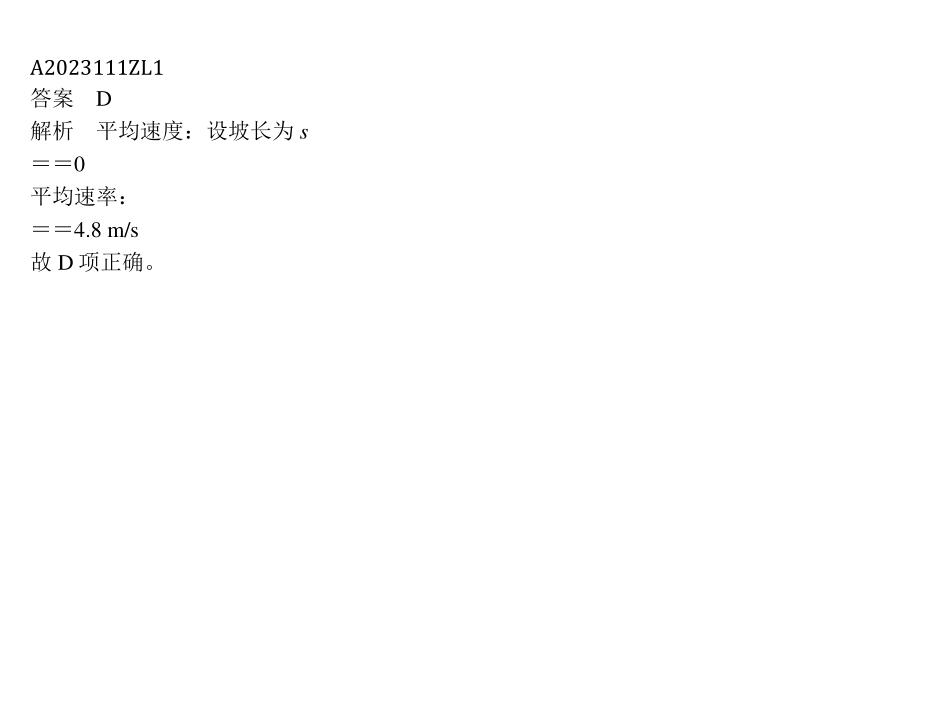 A2023111ZL1
答案　D
解析　平均速度：设坡长为 s
＝＝0
平均速率：
＝＝4.8 m/s
故 D 项正确。